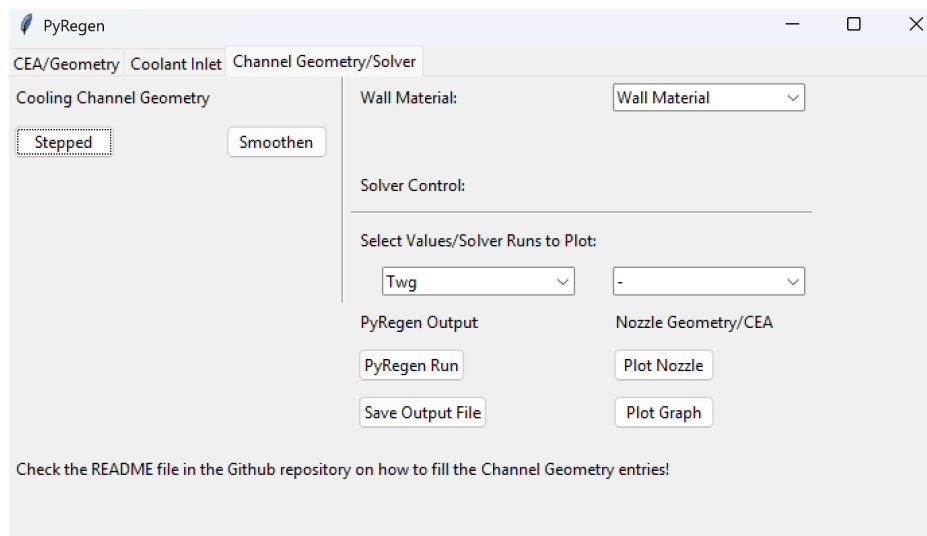 PyRegen
CEA/Geometry Coolant Inlet Channel Geometry/Solver
Cooling Channel Geometry
Stepped Smoothen
Wall Material: Wall Material
Solver Control:
Select Values/Solver Runs to Plot:
Twg -
PyRegen Output Nozzle Geometry/CEA
PyRegen Run Plot Nozzle
Save Output File Plot Graph
Check the README file in the Github repository on how to fill the Channel Geometry entries!